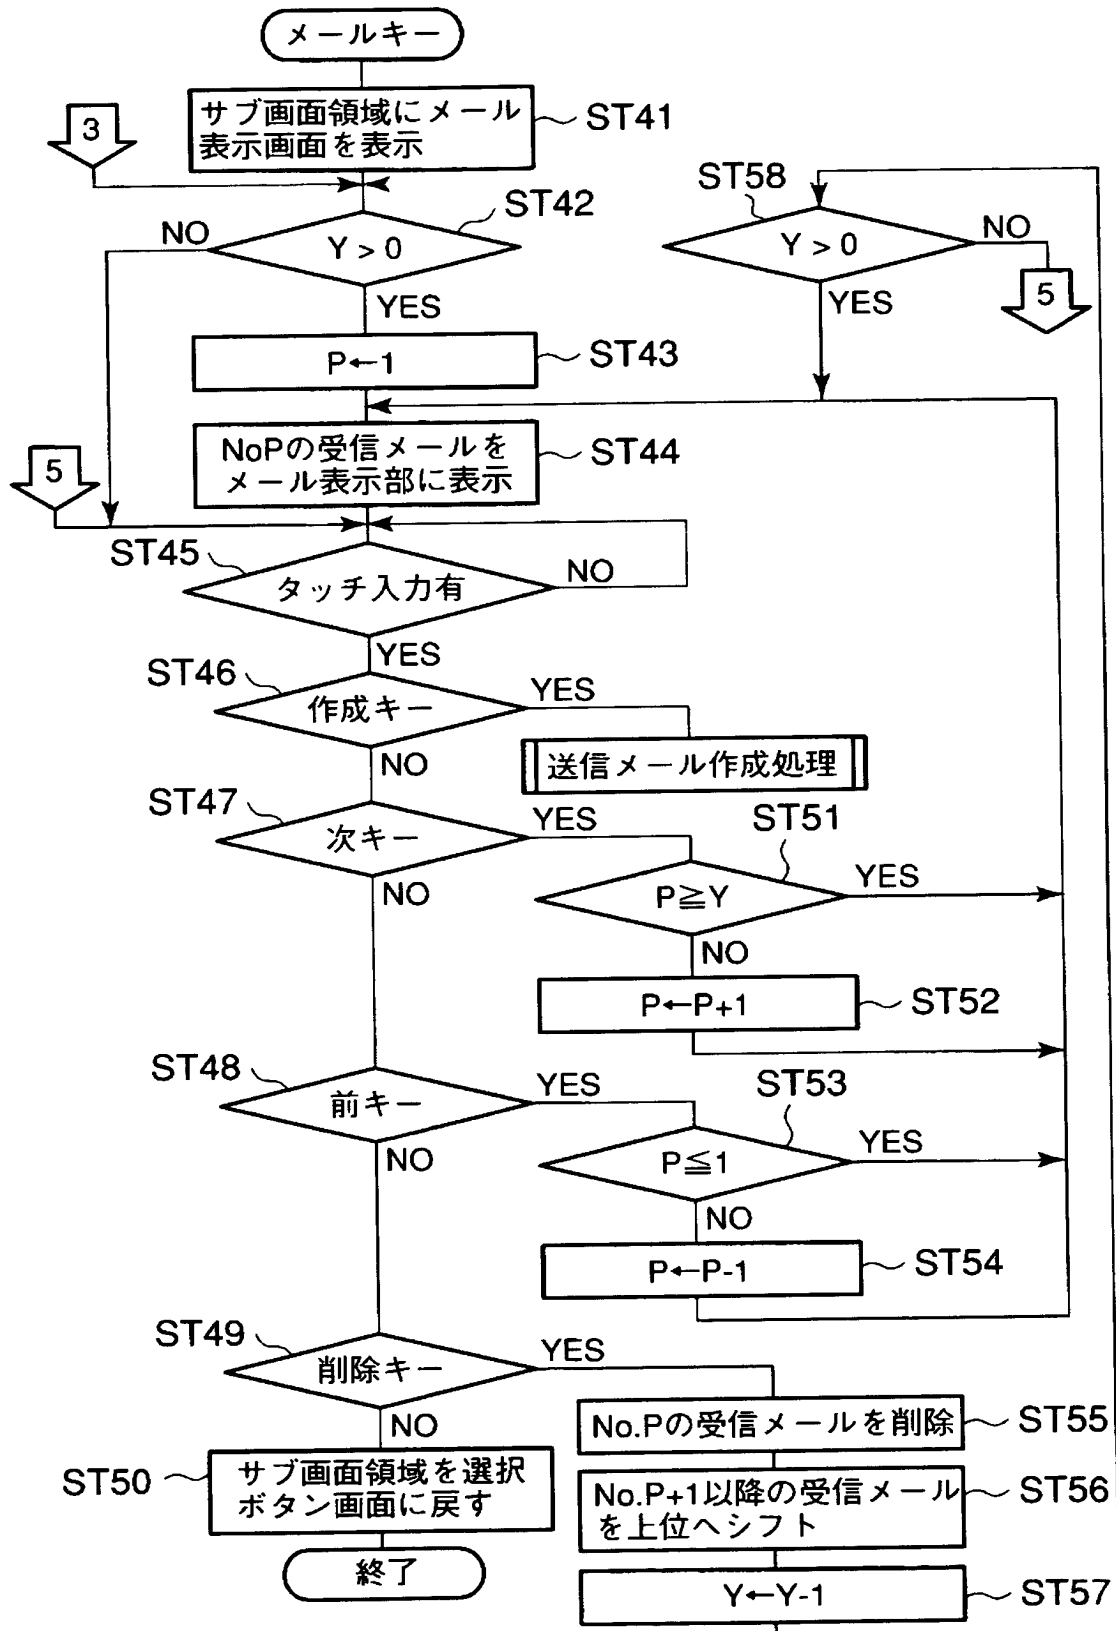 メールキー
サブ画面領域にメール
表示画面を表示
ST41
3
ST42
NO
Y > 0
YES
ST58
Y > 0
NO
5
YES
P←1
ST43
NoPの受信メールを
メール表示部に表示
ST44
5
ST45
タッチ入力有
NO
YES
ST46
作成キー
YES
NO
送信メール作成処理
ST47
次キー
YES
NO
ST51
P≧Y
YES
NO
P←P+1
ST52
ST48
前キー
YES
NO
ST53
P≦1
YES
NO
P←P-1
ST54
ST49
削除キー
YES
NO
No.Pの受信メールを削除
ST55
ST50
サブ画面領域を選択
ボタン画面に戻す
No.P+1以降の受信メール
を上位へシフト
ST56
終了
Y←Y-1
ST57